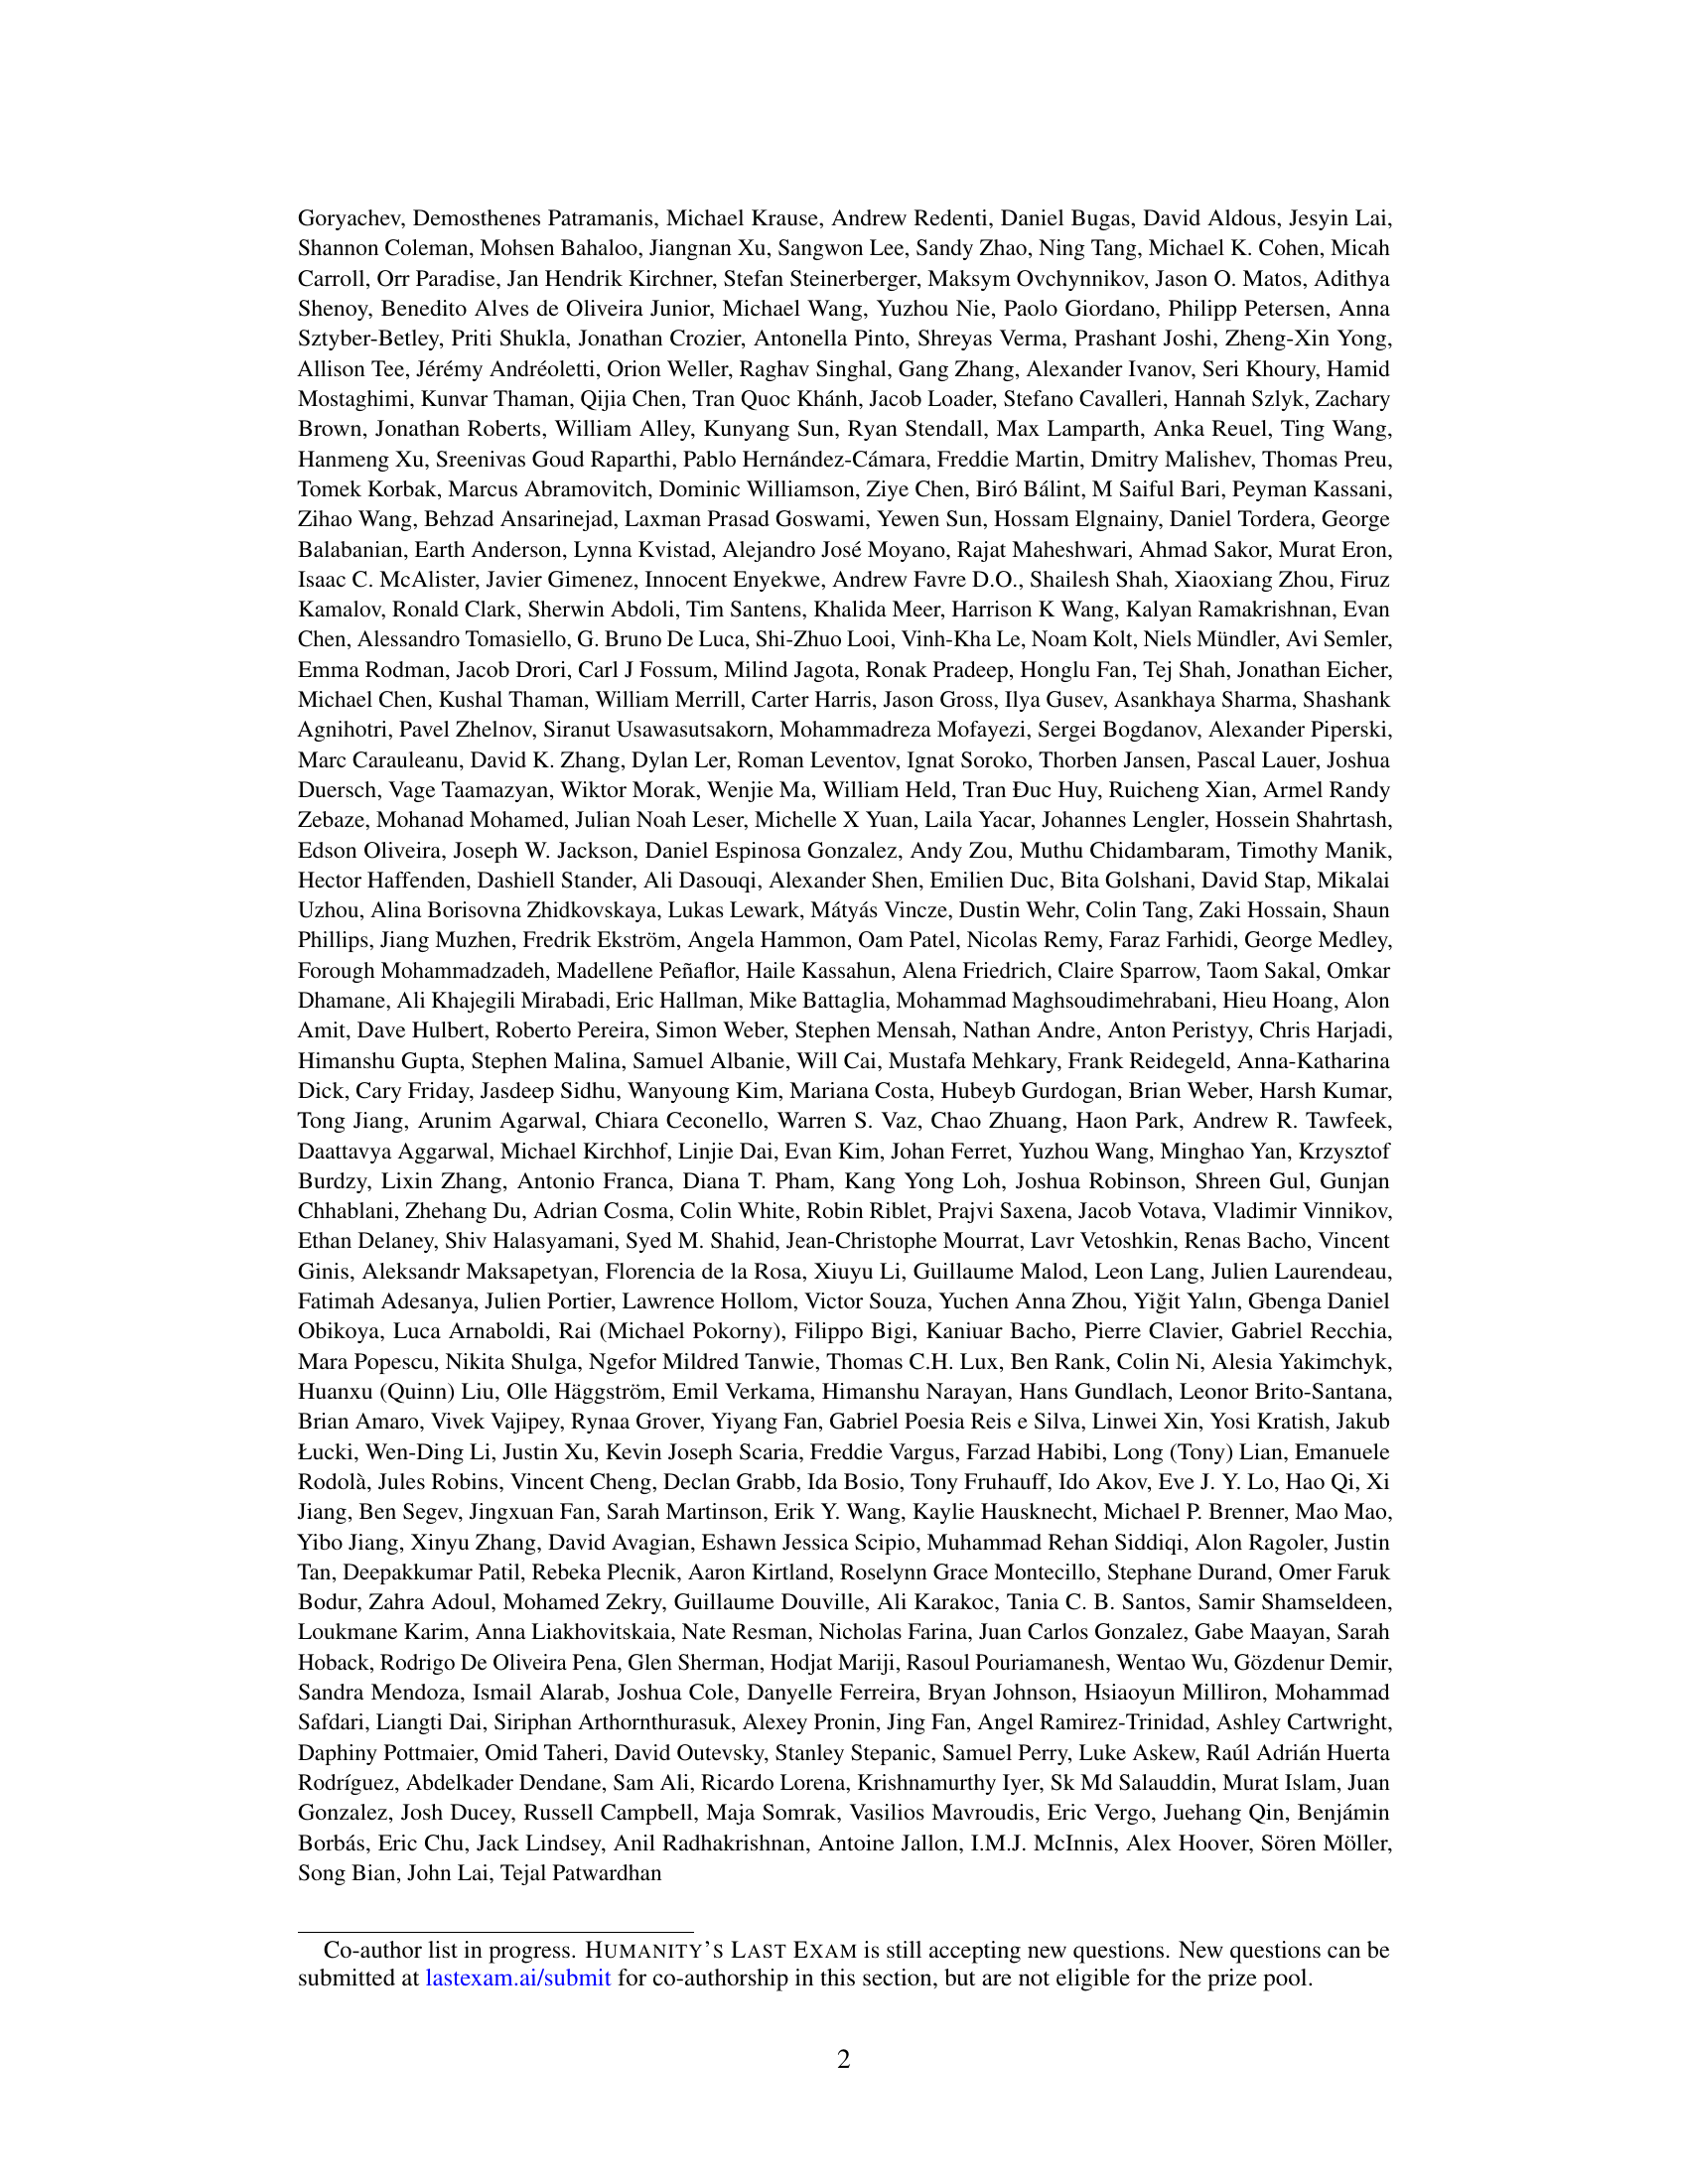 Goryachev, Demosthenes Patramanis, Michael Krause, Andrew Redenti, Daniel Bugas, David Aldous, Jesyin Lai,
Shannon Coleman, Mohsen Bahaloo, Jiangnan Xu, Sangwon Lee, Sandy Zhao, Ning Tang, Michael K. Cohen, Micah
Carroll, Orr Paradise, Jan Hendrik Kirchner, Stefan Steinerberger, Maksym Ovchynnikov, Jason O. Matos, Adithya
Shenoy, Benedito Alves de Oliveira Junior, Michael Wang, Yuzhou Nie, Paolo Giordano, Philipp Petersen, Anna
Sztyber-Betley, Priti Shukla, Jonathan Crozier, Antonella Pinto, Shreyas Verma, Prashant Joshi, Zheng-Xin Yong,
Allison Tee, Jérémy Andréoletti, Orion Weller, Raghav Singhal, Gang Zhang, Alexander Ivanov, Seri Khoury, Hamid
Mostaghimi, Kunvar Thaman, Qijia Chen, Tran Quoc Khánh, Jacob Loader, Stefano Cavalleri, Hannah Szlyk, Zachary
Brown, Jonathan Roberts, William Alley, Kunyang Sun, Ryan Stendall, Max Lamparth, Anka Reuel, Ting Wang,
Hanmeng Xu, Sreenivas Goud Raparthi, Pablo Hernández-Cámara, Freddie Martin, Dmitry Malishev, Thomas Preu,
Tomek Korbak, Marcus Abramovitch, Dominic Williamson, Ziye Chen, Biró Bálint, M Saiful Bari, Peyman Kassani,
Zihao Wang, Behzad Ansarinejad, Laxman Prasad Goswami, Yewen Sun, Hossam Elgnainy, Daniel Tordera, George
Balabanian, Earth Anderson, Lynna Kvistad, Alejandro José Moyano, Rajat Maheshwari, Ahmad Sakor, Murat Eron,
Isaac C. McAlister, Javier Gimenez, Innocent Enyekwe, Andrew Favre D.O., Shailesh Shah, Xiaoxiang Zhou, Firuz
Kamalov, Ronald Clark, Sherwin Abdoli, Tim Santens, Khalida Meer, Harrison K Wang, Kalyan Ramakrishnan, Evan
Chen, Alessandro Tomasiello, G. Bruno De Luca, Shi-Zhuo Looi, Vinh-Kha Le, Noam Kolt, Niels Mündler, Avi Semler,
Emma Rodman, Jacob Drori, Carl J Fossum, Milind Jagota, Ronak Pradeep, Honglu Fan, Tej Shah, Jonathan Eicher,
Michael Chen, Kushal Thaman, William Merrill, Carter Harris, Jason Gross, Ilya Gusev, Asankhaya Sharma, Shashank
Agnihotri, Pavel Zhelnov, Siranut Usawasutsakorn, Mohammadreza Mofayezi, Sergei Bogdanov, Alexander Piperski,
Marc Carauleanu, David K. Zhang, Dylan Ler, Roman Leventov, Ignat Soroko, Thorben Jansen, Pascal Lauer, Joshua
Duersch, Vage Taamazyan, Wiktor Morak, Wenjie Ma, William Held, Tran Đuc Huy, Ruicheng Xian, Armel Randy
Zebaze, Mohanad Mohamed, Julian Noah Leser, Michelle X Yuan, Laila Yacar, Johannes Lengler, Hossein Shahrtash,
Edson Oliveira, Joseph W. Jackson, Daniel Espinosa Gonzalez, Andy Zou, Muthu Chidambaram, Timothy Manik,
Hector Haffenden, Dashiell Stander, Ali Dasouqi, Alexander Shen, Emilien Duc, Bita Golshani, David Stap, Mikalai
Uzhou, Alina Borisovna Zhidkovskaya, Lukas Lewark, Mátyás Vincze, Dustin Wehr, Colin Tang, Zaki Hossain, Shaun
Phillips, Jiang Muzhen, Fredrik Ekström, Angela Hammon, Oam Patel, Nicolas Remy, Faraz Farhidi, George Medley,
Forough Mohammadzadeh, Madellene Peñaflor, Haile Kassahun, Alena Friedrich, Claire Sparrow, Taom Sakal, Omkar
Dhamane, Ali Khajegili Mirabadi, Eric Hallman, Mike Battaglia, Mohammad Maghsoudimehrabani, Hieu Hoang, Alon
Amit, Dave Hulbert, Roberto Pereira, Simon Weber, Stephen Mensah, Nathan Andre, Anton Peristyy, Chris Harjadi,
Himanshu Gupta, Stephen Malina, Samuel Albanie, Will Cai, Mustafa Mehkary, Frank Reidegeld, Anna-Katharina
Dick, Cary Friday, Jasdeep Sidhu, Wanyoung Kim, Mariana Costa, Hubeyb Gurdogan, Brian Weber, Harsh Kumar,
Tong Jiang, Arunim Agarwal, Chiara Ceconello, Warren S. Vaz, Chao Zhuang, Haon Park, Andrew R. Tawfeek,
Daattavya Aggarwal, Michael Kirchhof, Linjie Dai, Evan Kim, Johan Ferret, Yuzhou Wang, Minghao Yan, Krzysztof
Burdzy, Lixin Zhang, Antonio Franca, Diana T. Pham, Kang Yong Loh, Joshua Robinson, Shreen Gul, Gunjan
Chhablani, Zhehang Du, Adrian Cosma, Colin White, Robin Riblet, Prajvi Saxena, Jacob Votava, Vladimir Vinnikov,
Ethan Delaney, Shiv Halasyamani, Syed M. Shahid, Jean-Christophe Mourrat, Lavr Vetoshkin, Renas Bacho, Vincent
Ginis, Aleksandr Maksapetyan, Florencia de la Rosa, Xiuyu Li, Guillaume Malod, Leon Lang, Julien Laurendeau,
Fatimah Adesanya, Julien Portier, Lawrence Hollom, Victor Souza, Yuchen Anna Zhou, Yiğit Yalın, Gbenga Daniel
Obikoya, Luca Arnaboldi, Rai (Michael Pokorny), Filippo Bigi, Kaniuar Bacho, Pierre Clavier, Gabriel Recchia,
Mara Popescu, Nikita Shulga, Ngefor Mildred Tanwie, Thomas C.H. Lux, Ben Rank, Colin Ni, Alesia Yakimchyk,
Huanxu (Quinn) Liu, Olle Häggström, Emil Verkama, Himanshu Narayan, Hans Gundlach, Leonor Brito-Santana,
Brian Amaro, Vivek Vajipey, Rynaa Grover, Yiyang Fan, Gabriel Poesia Reis e Silva, Linwei Xin, Yosi Kratish, Jakub
Łucki, Wen-Ding Li, Justin Xu, Kevin Joseph Scaria, Freddie Vargus, Farzad Habibi, Long (Tony) Lian, Emanuele
Rodolà, Jules Robins, Vincent Cheng, Declan Grabb, Ida Bosio, Tony Fruhauff, Ido Akov, Eve J. Y. Lo, Hao Qi, Xi
Jiang, Ben Segev, Jingxuan Fan, Sarah Martinson, Erik Y. Wang, Kaylie Hausknecht, Michael P. Brenner, Mao Mao,
Yibo Jiang, Xinyu Zhang, David Avagian, Eshawn Jessica Scipio, Muhammad Rehan Siddiqi, Alon Ragoler, Justin
Tan, Deepakkumar Patil, Rebeka Plecnik, Aaron Kirtland, Roselynn Grace Montecillo, Stephane Durand, Omer Faruk
Bodur, Zahra Adoul, Mohamed Zekry, Guillaume Douville, Ali Karakoc, Tania C. B. Santos, Samir Shamseldeen,
Loukmane Karim, Anna Liakhovitskaia, Nate Resman, Nicholas Farina, Juan Carlos Gonzalez, Gabe Maayan, Sarah
Hoback, Rodrigo De Oliveira Pena, Glen Sherman, Hodjat Mariji, Rasoul Pouriamanesh, Wentao Wu, Gözdenur Demir,
Sandra Mendoza, Ismail Alarab, Joshua Cole, Danyelle Ferreira, Bryan Johnson, Hsiaoyun Milliron, Mohammad
Safdari, Liangti Dai, Siriphan Arthornthurasuk, Alexey Pronin, Jing Fan, Angel Ramirez-Trinidad, Ashley Cartwright,
Daphiny Pottmaier, Omid Taheri, David Outevsky, Stanley Stepanic, Samuel Perry, Luke Askew, Raúl Adrián Huerta
Rodríguez, Abdelkader Dendane, Sam Ali, Ricardo Lorena, Krishnamurthy Iyer, Sk Md Salauddin, Murat Islam, Juan
Gonzalez, Josh Ducey, Russell Campbell, Maja Somrak, Vasilios Mavroudis, Eric Vergo, Juehang Qin, Benjámin
Borbás, Eric Chu, Jack Lindsey, Anil Radhakrishnan, Antoine Jallon, I.M.J. McInnis, Alex Hoover, Sören Möller,
Song Bian, John Lai, Tejal Patwardhan
Co-author list in progress. HUMANITY'S LAST EXAM is still accepting new questions. New questions can be
submitted at lastexam.ai/submit for co-authorship in this section, but are not eligible for the prize pool.
2